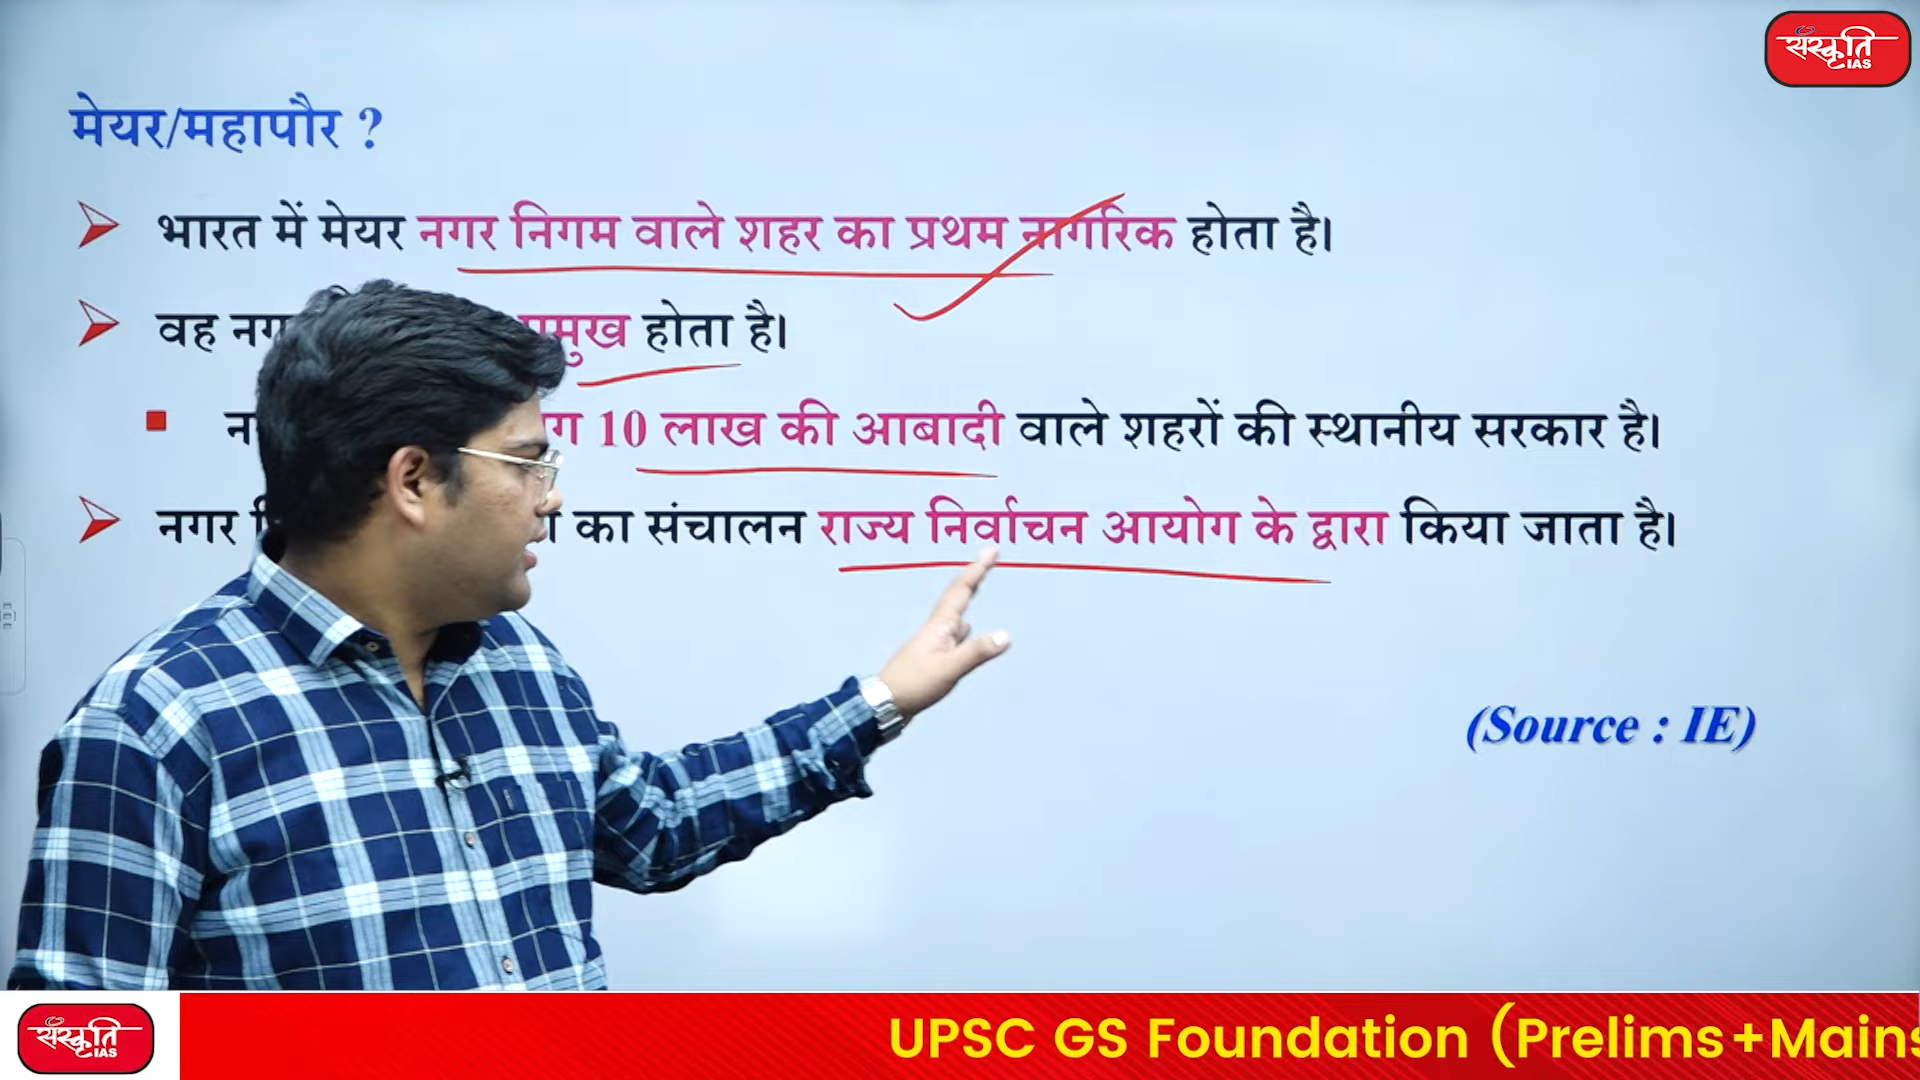 संस्कृति
IAS
मेयर/महापौर ?
भारत में मेयर नगर निगम वाले शहर का प्रथम नागरिक होता है।
वह प्रमुख होता है।
10 लाख की आबादी वाले शहरों की स्थानीय सरकार है।
नगर का संचालन राज्य निर्वाचन आयोग के द्वारा किया जाता है।
(Source : IE)
संस्कृति
IAS
UPSC GS Foundation (Prelims+Mains